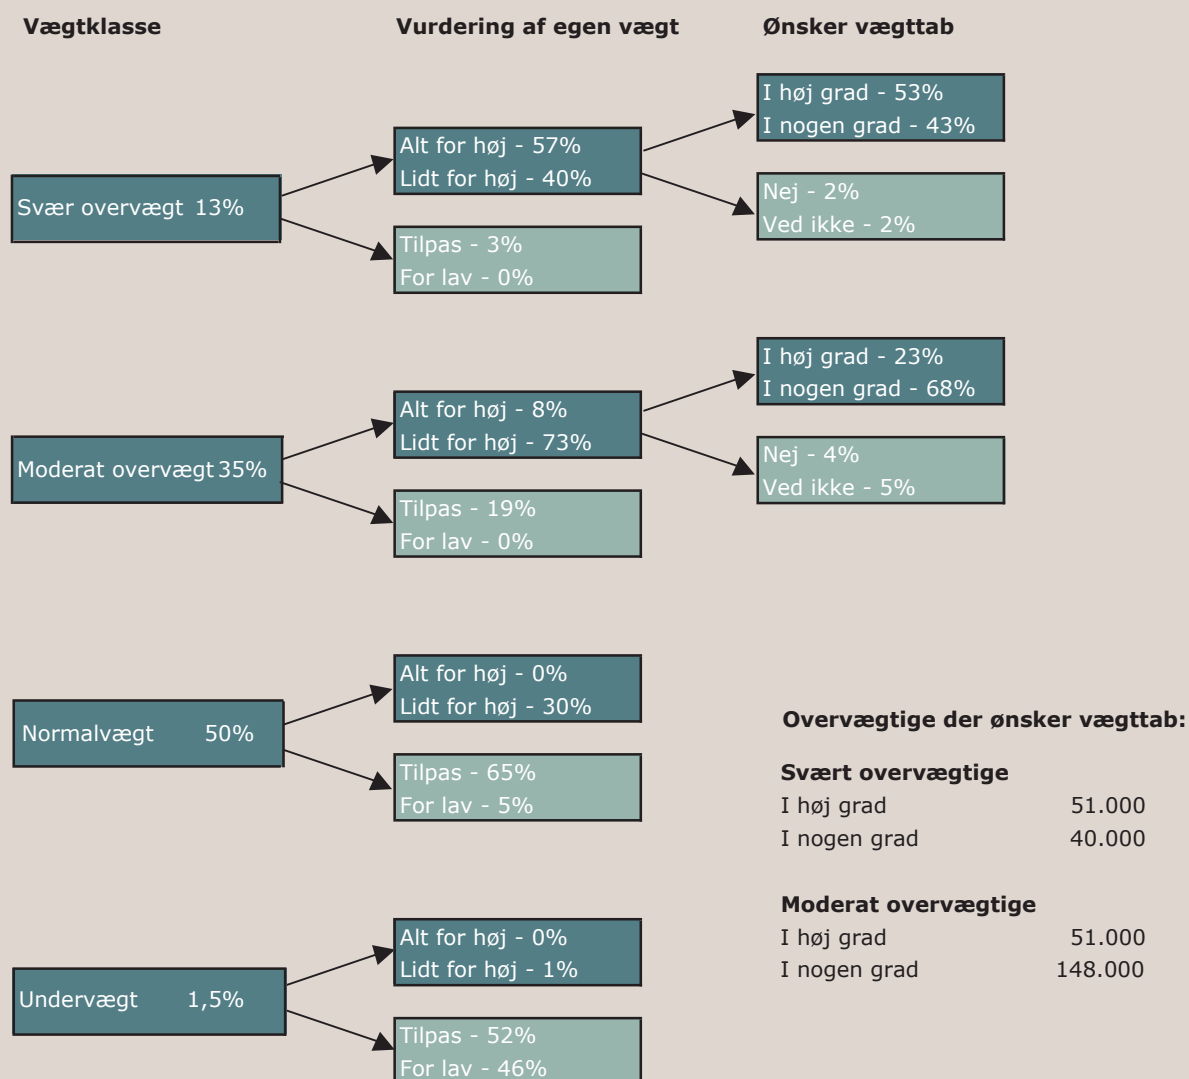 Vægtklasse
Vurdering af egen vægt
Ønsker vægttab
Svær overvægt 13%
Alt for høj - 57%
Lidt for høj - 40%
Tilpas - 3%
For lav - 0%
I høj grad - 53%
I nogen grad - 43%
Nej - 2%
Ved ikke - 2%
Moderat overvægt 35%
Alt for høj - 8%
Lidt for høj - 73%
Tilpas - 19%
For lav - 0%
I høj grad - 23%
I nogen grad - 68%
Nej - 4%
Ved ikke - 5%
Normalvægt 50%
Alt for høj - 0%
Lidt for høj - 30%
Tilpas - 65%
For lav - 5%
Undervægt 1,5%
Alt for høj - 0%
Lidt for høj - 1%
Tilpas - 52%
For lav - 46%
Overvægtige der ønsker vægttab:
Svært overvægtige
I høj grad 51.000
I nogen grad 40.000
Moderat overvægtige
I høj grad 51.000
I nogen grad 148.000